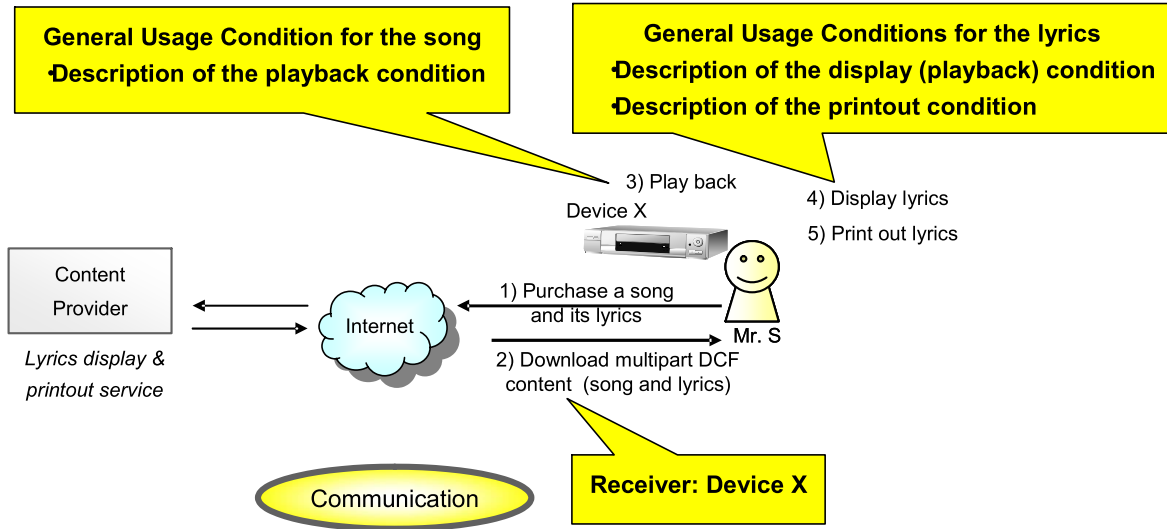 General Usage Condition for the song
•Description of the playback condition
General Usage Conditions for the lyrics
•Description of the display (playback) condition
•Description of the printout condition
3) Play back
Device X
4) Display lyrics
5) Print out lyrics
Content
Provider
Lyrics display &
printout service
Internet
1) Purchase a song
and its lyrics
Mr. S
2) Download multipart DCF
content  (song and lyrics)
Receiver: Device X
Communication